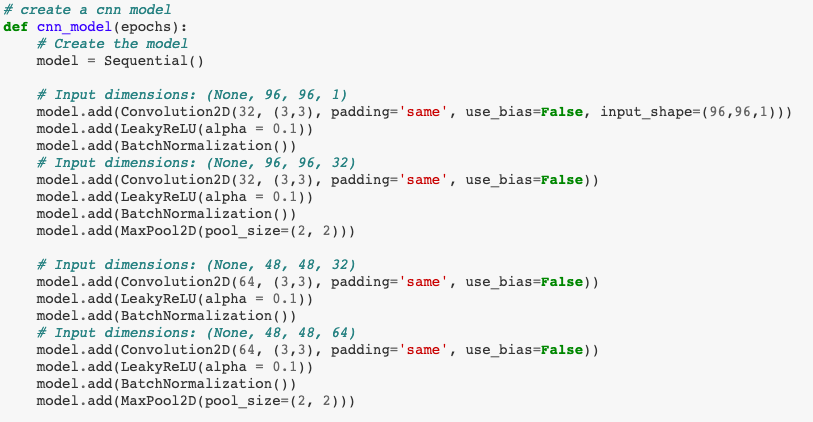 # create a cnn model
def cnn_model(epochs):
    # Create the model
    model = Sequential()

    # Input dimensions: (None, 96, 96, 1)
    model.add(Convolution2D(32, (3,3), padding='same', use_bias=False, input_shape=(96,96,1)))
    model.add(LeakyReLU(alpha = 0.1))
    model.add(BatchNormalization())
    # Input dimensions: (None, 96, 96, 32)
    model.add(Convolution2D(32, (3,3), padding='same', use_bias=False))
    model.add(LeakyReLU(alpha = 0.1))
    model.add(BatchNormalization())
    model.add(MaxPool2D(pool_size=(2, 2)))

    # Input dimensions: (None, 48, 48, 32)
    model.add(Convolution2D(64, (3,3), padding='same', use_bias=False))
    model.add(LeakyReLU(alpha = 0.1))
    model.add(BatchNormalization())
    # Input dimensions: (None, 48, 48, 64)
    model.add(Convolution2D(64, (3,3), padding='same', use_bias=False))
    model.add(LeakyReLU(alpha = 0.1))
    model.add(BatchNormalization())
    model.add(MaxPool2D(pool_size=(2, 2)))